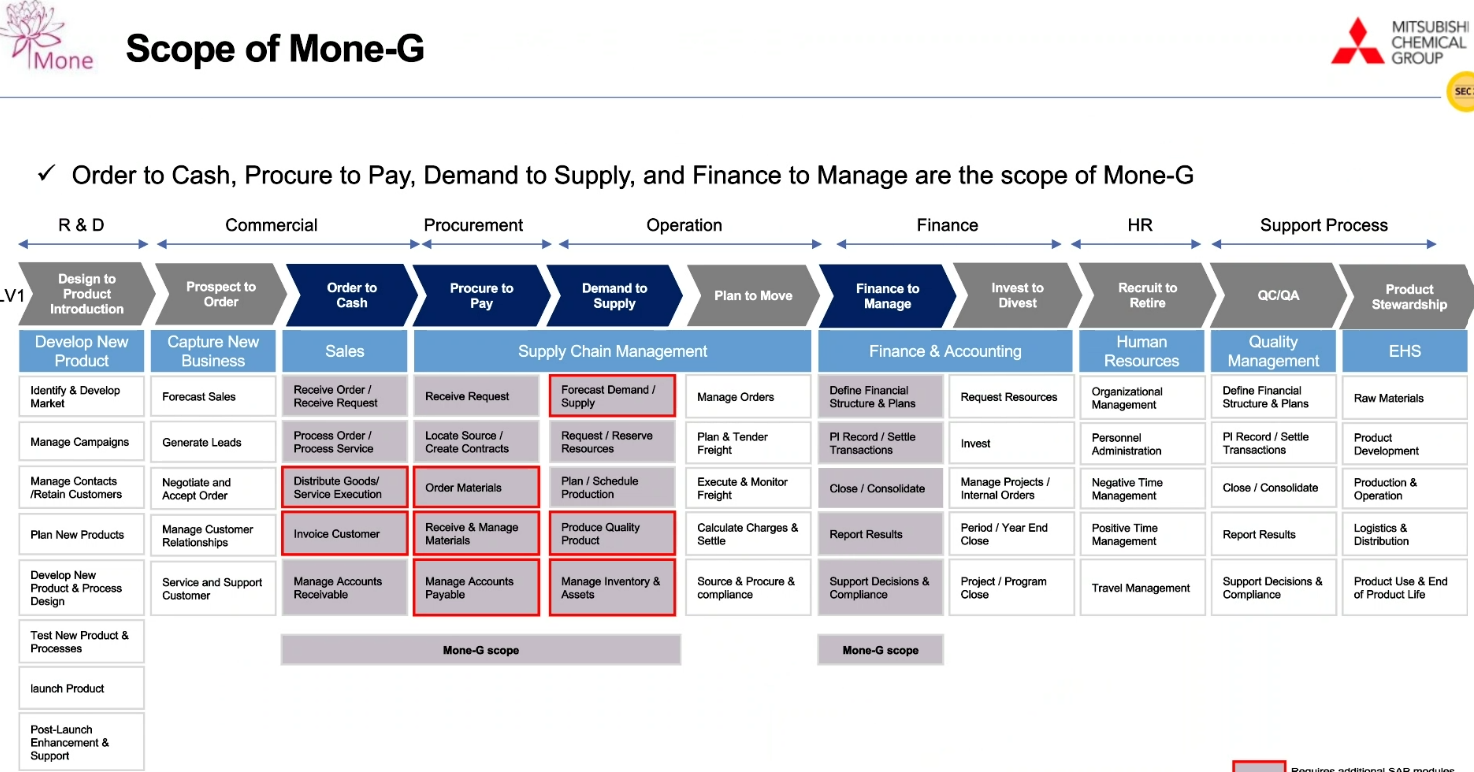 Mone
Scope of Mone-G
MITSUBISHI
CHEMICAL
GROUP
SEC
✓ Order to Cash, Procure to Pay, Demand to Supply, and Finance to Manage are the scope of Mone-G
R & D
Commercial
Procurement
Operation
Finance
HR
Support Process
LV1
Design to
Product
Introduction
Prospect to
Order
Order to
Cash
Procure to
Pay
Demand to
Supply
Plan to Move
Finance to
Manage
Invest to
Divest
Recruit to
Retire
QC/QA
Product
Stewardship
Develop New
Product
Capture New
Business
Sales
Supply Chain Management
Finance & Accounting
Human
Resources
Quality
Management
EHS
Identify & Develop
Market
Forecast Sales
Receive Order /
Receive Request
Receive Request
Forecast Demand /
Supply
Manage Orders
Define Financial
Structure & Plans
Request Resources
Organizational
Management
Define Financial
Structure & Plans
Raw Materials
Manage Campaigns
Generate Leads
Process Order /
Process Service
Locate Source /
Create Contracts
Request / Reserve
Resources
Plan & Tender
Freight
PI Record / Settle
Transactions
Invest
Personnel
Administration
PI Record / Settle
Transactions
Product
Development
Manage Contacts
/Retain Customers
Negotiate and
Accept Order
Distribute Goods/
Service Execution
Order Materials
Plan / Schedule
Production
Execute & Monitor
Freight
Close / Consolidate
Manage Projects /
Internal Orders
Negative Time
Management
Close / Consolidate
Production &
Operation
Plan New Products
Manage Customer
Relationships
Invoice Customer
Receive & Manage
Materials
Produce Quality
Product
Calculate Charges &
Settle
Report Results
Period / Year End
Close
Positive Time
Management
Report Results
Logistics &
Distribution
Develop New
Product & Process
Design
Service and Support
Customer
Manage Accounts
Receivable
Manage Accounts
Payable
Manage Inventory &
Assets
Source & Procure &
compliance
Support Decisions &
Compliance
Project / Program
Close
Travel Management
Support Decisions &
Compliance
Product Use & End
of Product Life
Test New Product &
Processes
Mone-G scope
Mone-G scope
launch Product
Post-Launch
Enhancement &
Support
Requires additional SAP modules